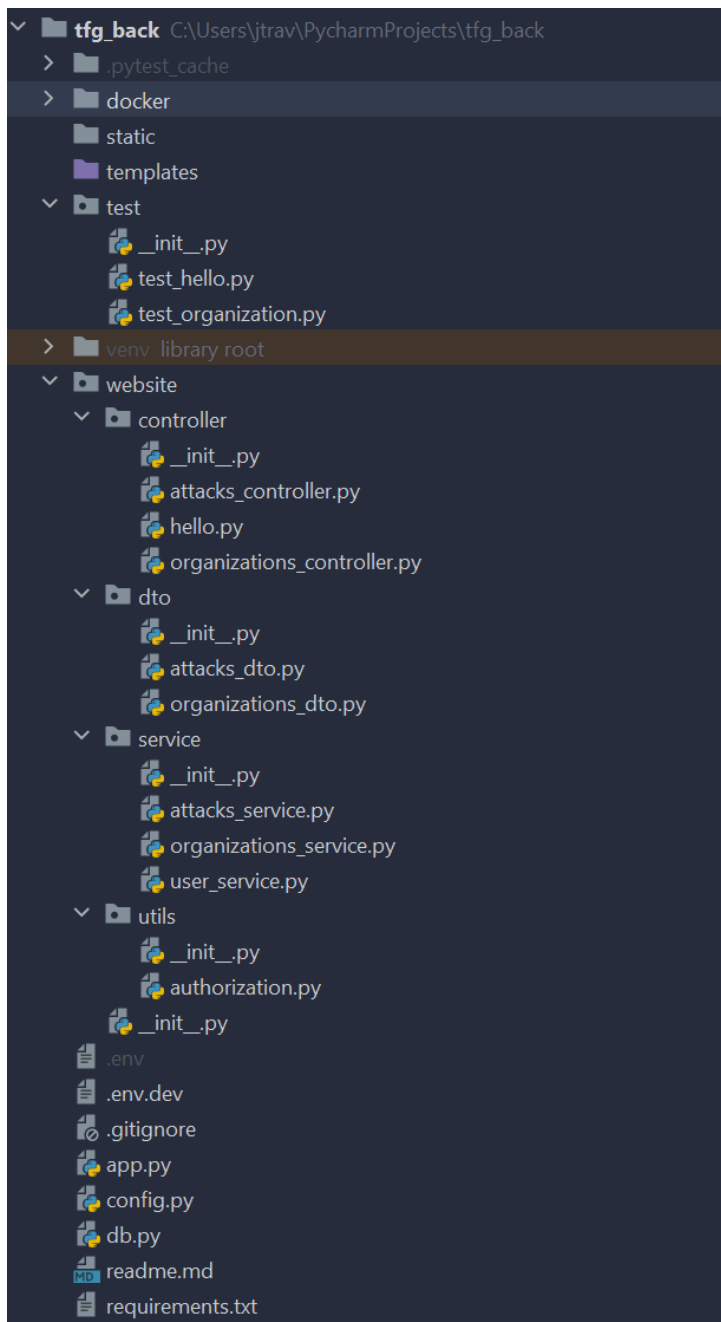 tfg_back C:\Users\jtrav\PycharmProjects\tfg_back
.pytest_cache
docker
static
templates
test
__init__.py
test_hello.py
test_organization.py
venv library root
website
controller
__init__.py
attacks_controller.py
hello.py
organizations_controller.py
dto
__init__.py
attacks_dto.py
organizations_dto.py
service
__init__.py
attacks_service.py
organizations_service.py
user_service.py
utils
__init__.py
authorization.py
__init__.py
.env
.env.dev
.gitignore
app.py
config.py
db.py
MD readme.md
requirements.txt